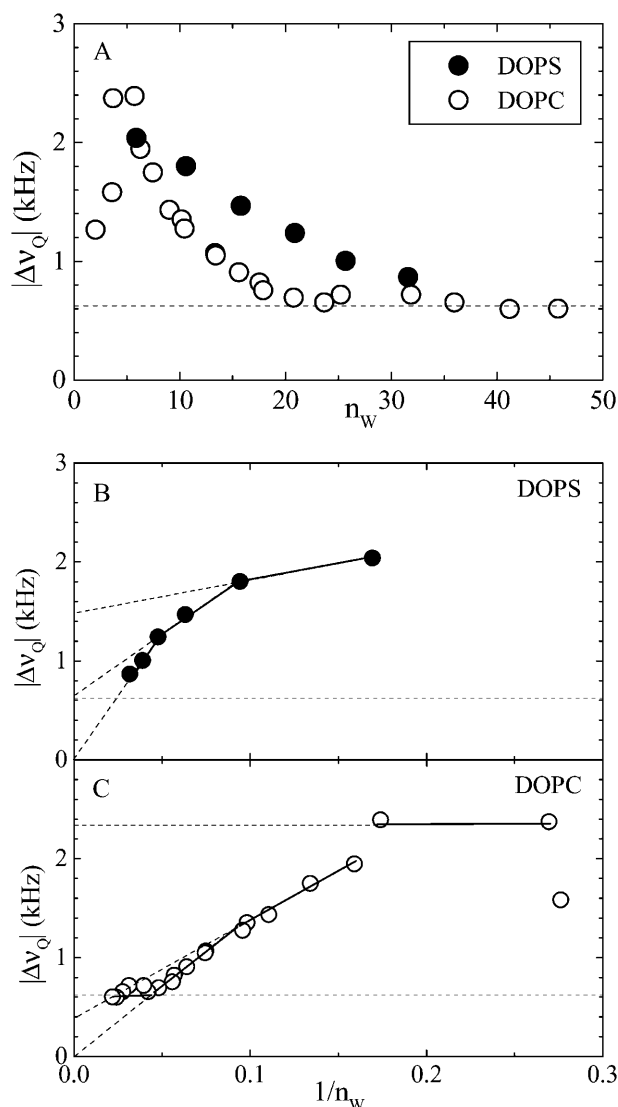 A
DOPS
DOPC
3
2
1
0
|Δν_Q| (kHz)
0 10 20 30 40 50
n_W
B
DOPS
3
2
1
0
|Δν_Q| (kHz)
C
DOPC
2
1
0
|Δν_Q| (kHz)
0.0 0.1 0.2 0.3
1/n_W